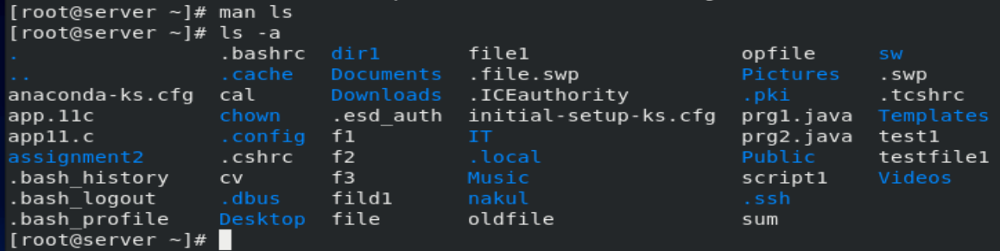 [root@server ~]# man ls
[root@server ~]# ls -a
. .bashrc dir1 file1 opfile sw
.. .cache Documents .file.swp Pictures .swp
anaconda-ks.cfg cal Downloads .ICEauthority .pki .tcshrc
app.11c chown .esd_auth initial-setup-ks.cfg prg1.java Templates
app11.c .config f1 IT prg2.java test1
assignment2 .cshrc f2 .local Public testfile1
.bash_history cv f3 Music script1 Videos
.bash_logout .dbus fild1 nakul .ssh
.bash_profile Desktop file oldfile sum
[root@server ~]#